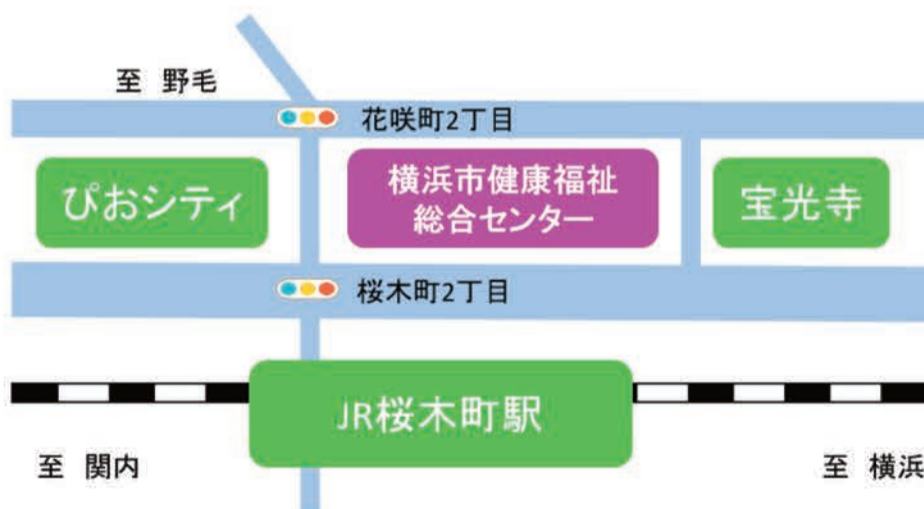 至 野毛
花咲町2丁目
ぴおシティ
横浜市健康福祉
総合センター
宝光寺
桜木町2丁目
JR桜木町駅
至 関内
至 横浜